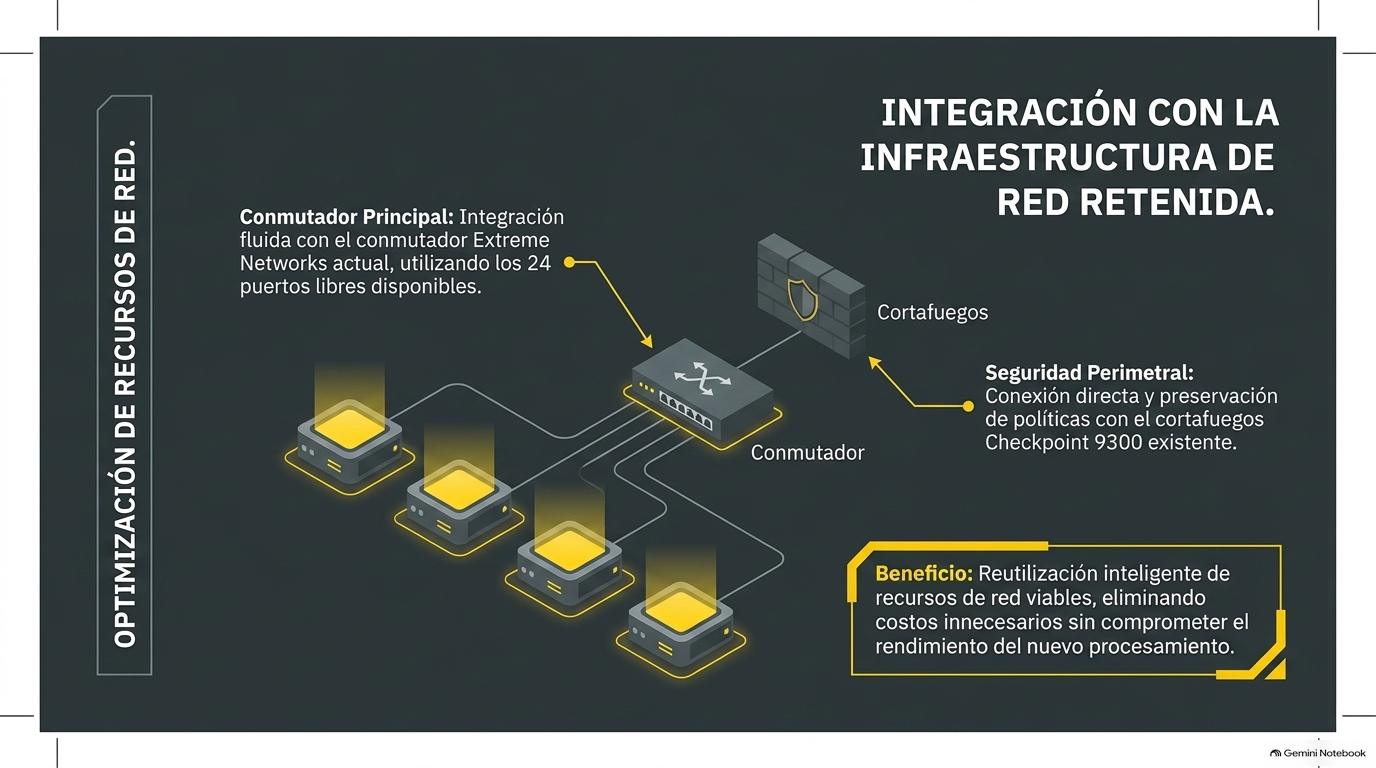 OPTIMIZACIÓN DE RECURSOS DE RED.
INTEGRACIÓN CON LA
INFRAESTRUCTURA DE
RED RETENIDA.
Conmutador Principal: Integración
fluida con el conmutador Extreme
Networks actual, utilizando los 24
puertos libres disponibles.
Cortafuegos
Seguridad Perimetral:
Conexión directa y preservación
de políticas con el cortafuegos
Checkpoint 9300 existente.
Conmutador
Beneficio: Reutilización inteligente de
recursos de red viables, eliminando
costos innecesarios sin comprometer el
rendimiento del nuevo procesamiento.
Gemini Notebook